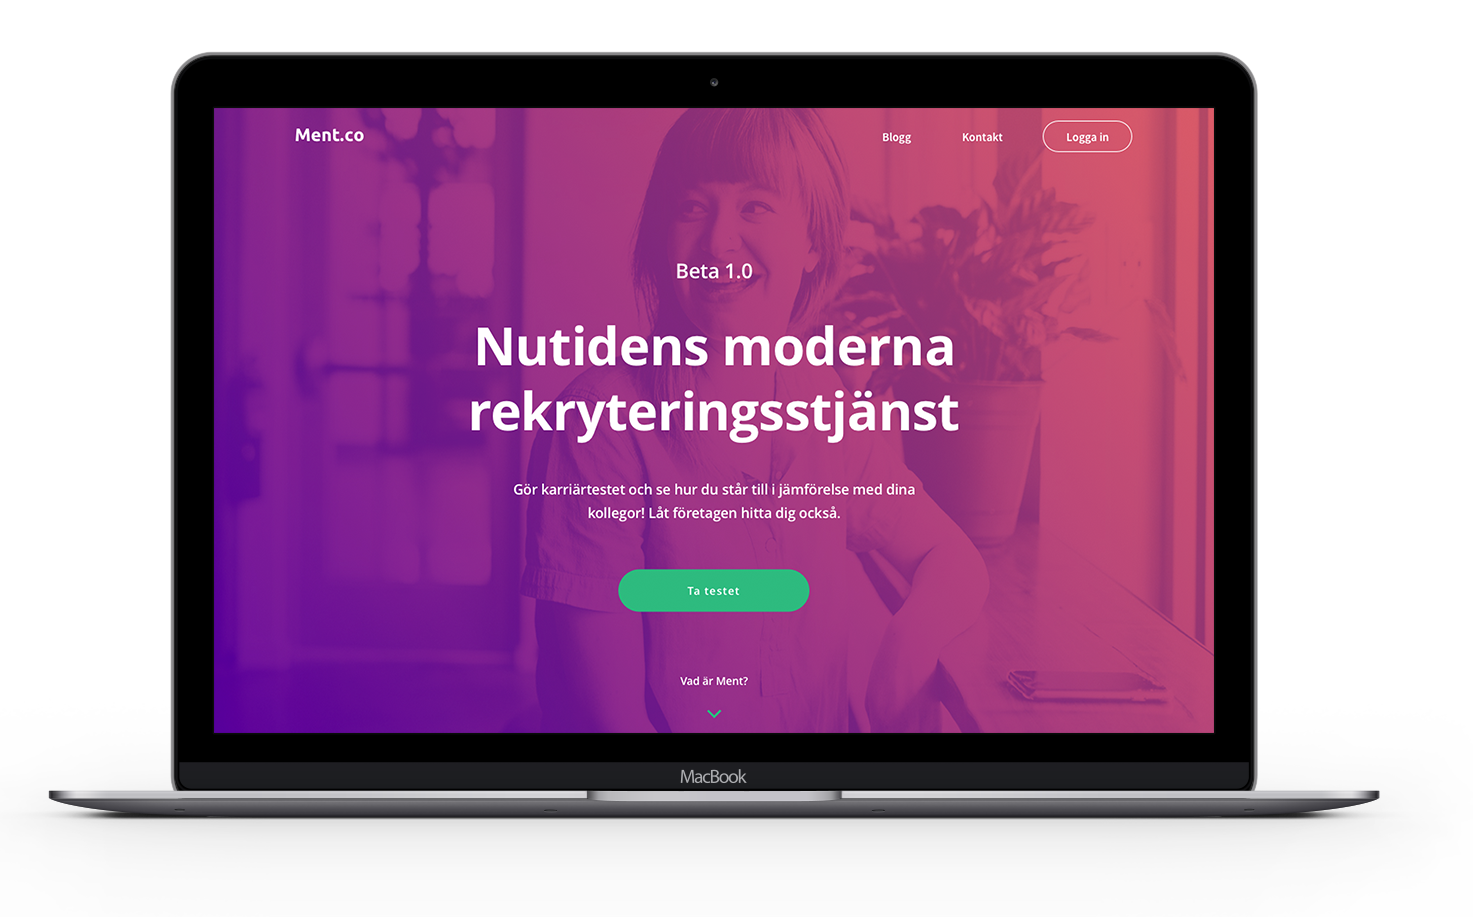 Ment.co
Blogg
Kontakt
Logga in
Beta 1.0
Nutidens moderna
rekryteringsstjänst
Gör karriärtestet och se hur du står till i jämförelse med dina
kollegor! Låt företagen hitta dig också.
Ta testet
Vad är Ment?
MacBook